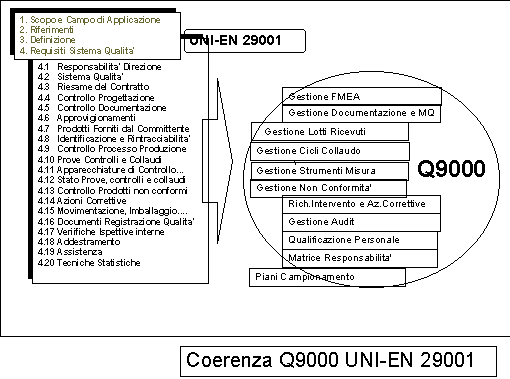 1. Scopo e Campo di Applicazione
2. Riferimenti
3. Definizione
4. Requisiti Sistema Qualita'
UNI-EN 29001
4.1 Responsabilita' Direzione
4.2 Sistema Qualita'
4.3 Riesame del Contratto
4.4 Controllo Progettazione
4.5 Controllo Documentazione
4.6 Approvigionamenti
4.7 Prodotti Forniti dal Committente
4.8 Identificazione e Rintracciabilita'
4.9 Controllo Processo Produzione
4.10 Prove Controlli e Collaudi
4.11 Apparecchiature di Controllo...
4.12 Stato Prove, controlli e collaudi
4.13 Controllo Prodotti non conformi
4.14 Azioni Correttive
4.15 Movimentazione, Imballaggio....
4.16 Documenti Registrazione Qualita'
4.17 Verifiche Ispettive interne
4.18 Addestramento
4.19 Assistenza
4.20 Tecniche Statistiche
Gestione FMEA
Gestione Documentazione e MQ
Gestione Lotti Ricevuti
Gestione Cicli Collaudo
Gestione Strumenti Misura
Gestione Non Conformita'
Rich.Intervento e Az.Correttive
Gestione Audit
Qualificazione Personale
Matrice Responsabilita'
Piani Campionamento
Q9000
Coerenza Q9000 UNI-EN 29001